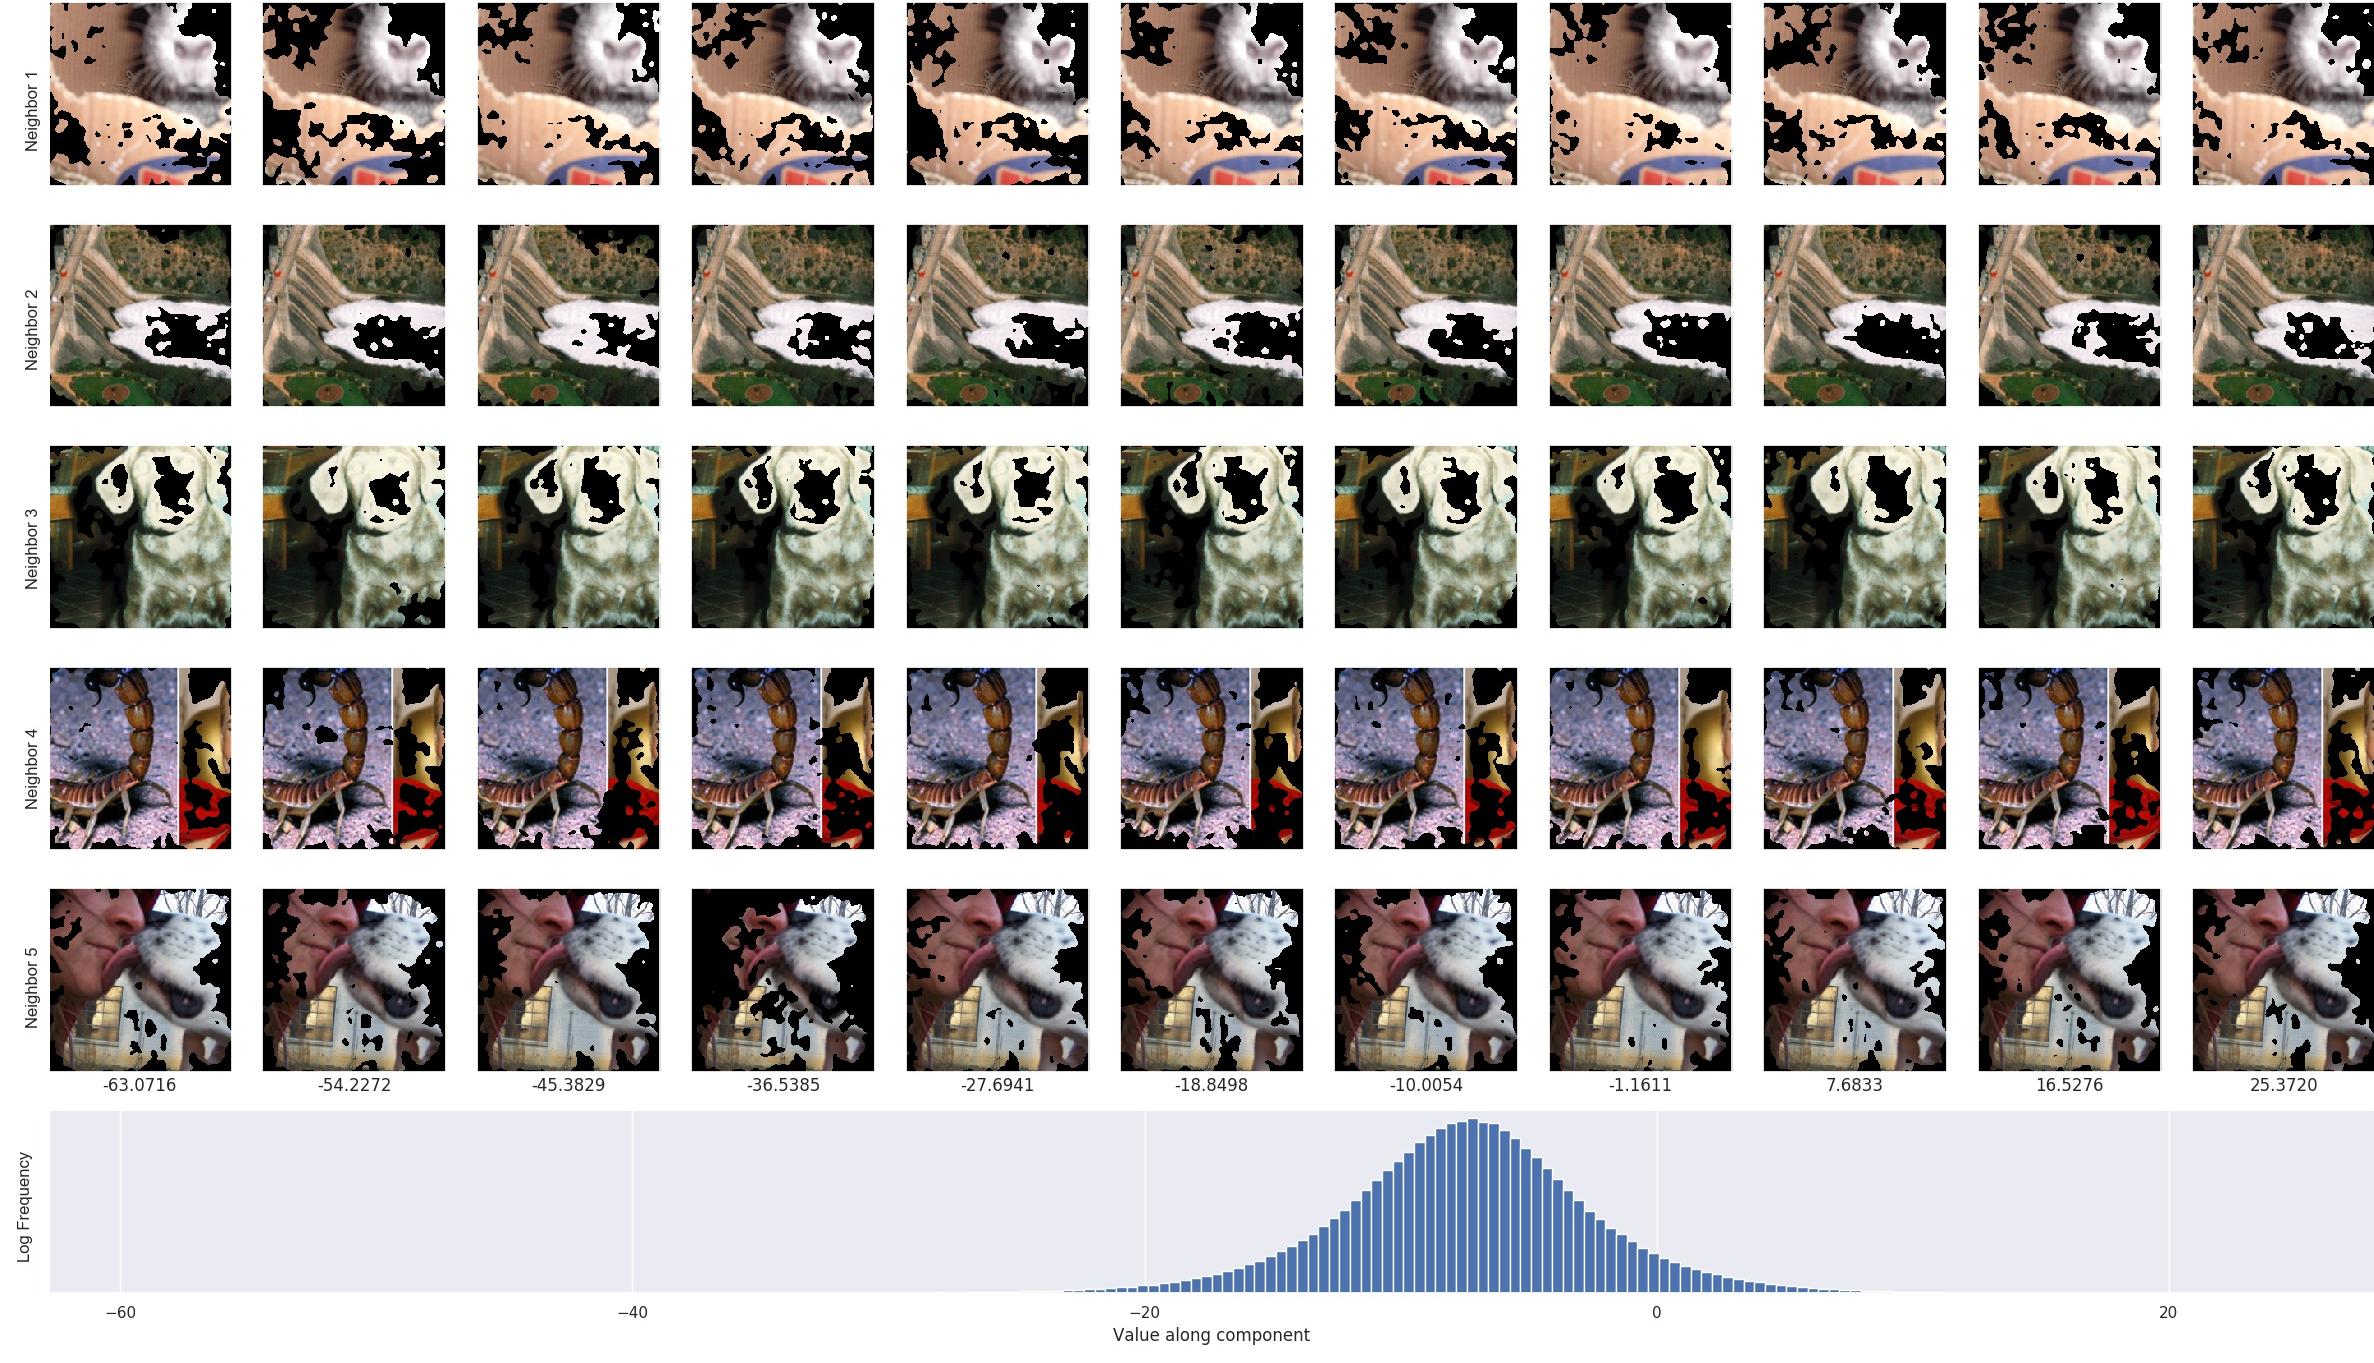 Neighbor 1
Neighbor 2
Neighbor 3
Neighbor 4
Neighbor 5
-63.0716 -54.2272 -45.3829 -36.5385 -27.6941 -18.8498 -10.0054 -1.1611 7.6833 16.5276 25.3720
Log Frequency
−60 −40 −20 0 20
Value along component